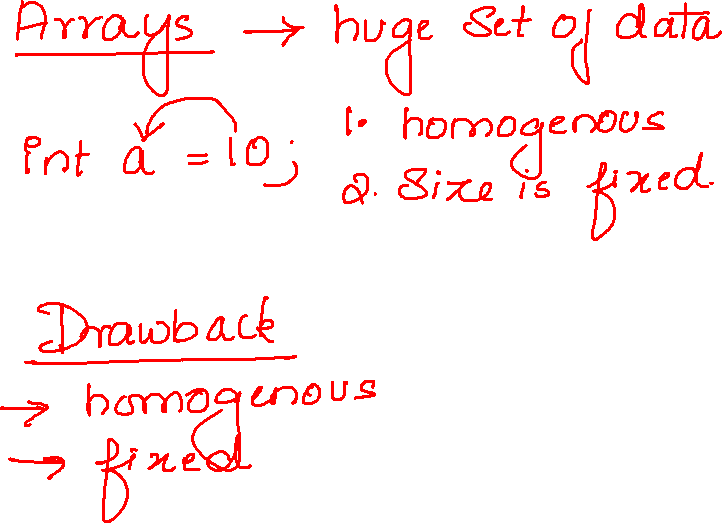 Arrays → huge set of data
int a = 10;
1. homogenous
2. Size is fixed.
Drawback
→ homogenous
→ fixed